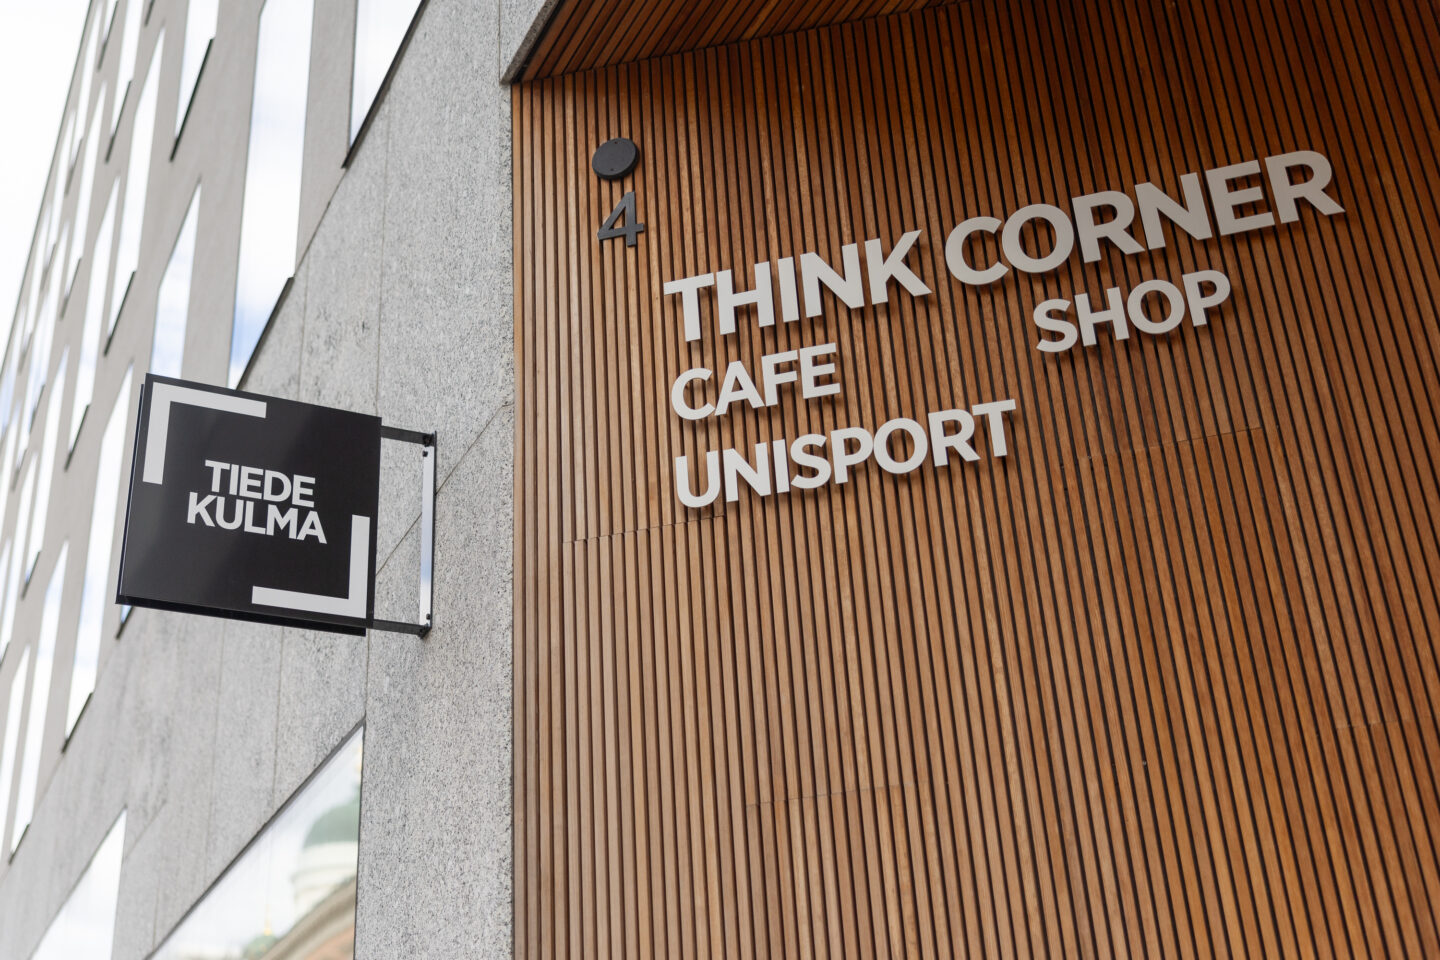 TIEDE
KULMA
4
THINK CORNER
SHOP
CAFE
UNISPORT